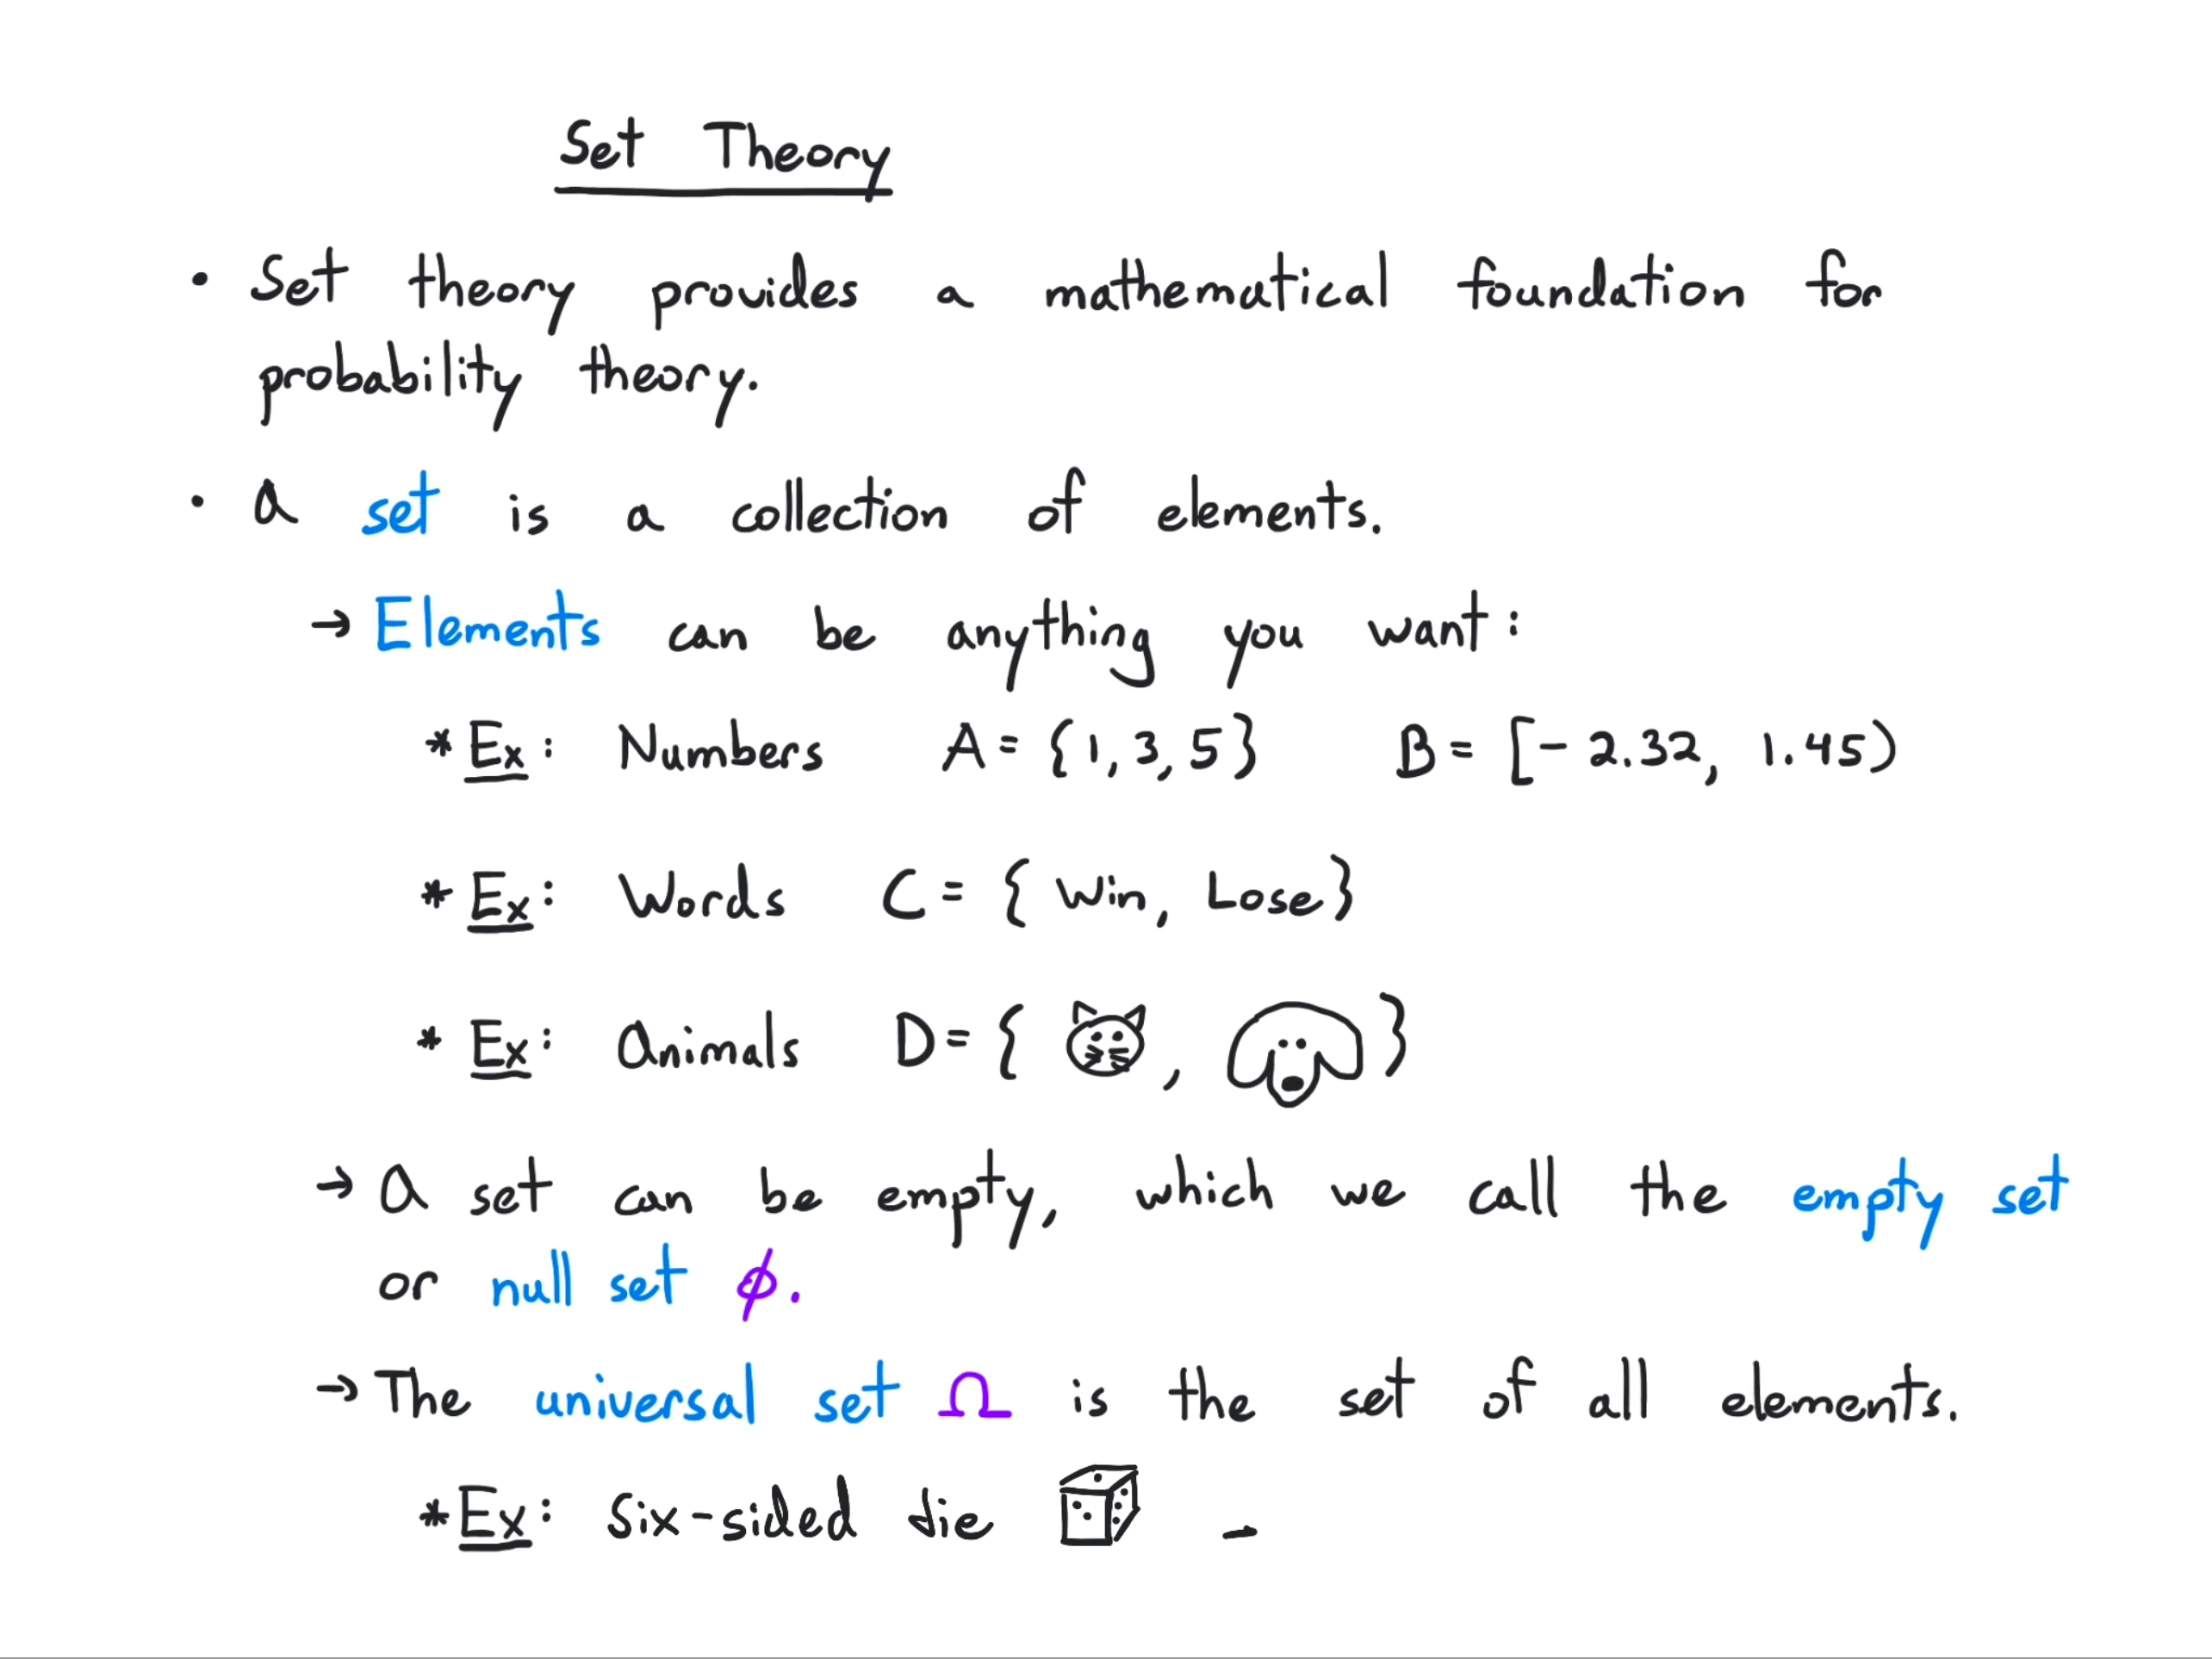 Set Theory
• Set theory provides a mathematical foundation for
probability theory.
• A set is a collection of elements.
→ Elements can be anything you want:
* Ex: Numbers A = {1, 3, 5} B = [-2.32, 1.45)
* Ex: Words C = { Win, Lose}
* Ex: Animals D = { , }
→ A set can be empty, which we call the empty set
or null set ϕ.
→ The universal set Ω is the set of all elements.
* Ex: Six-sided die –